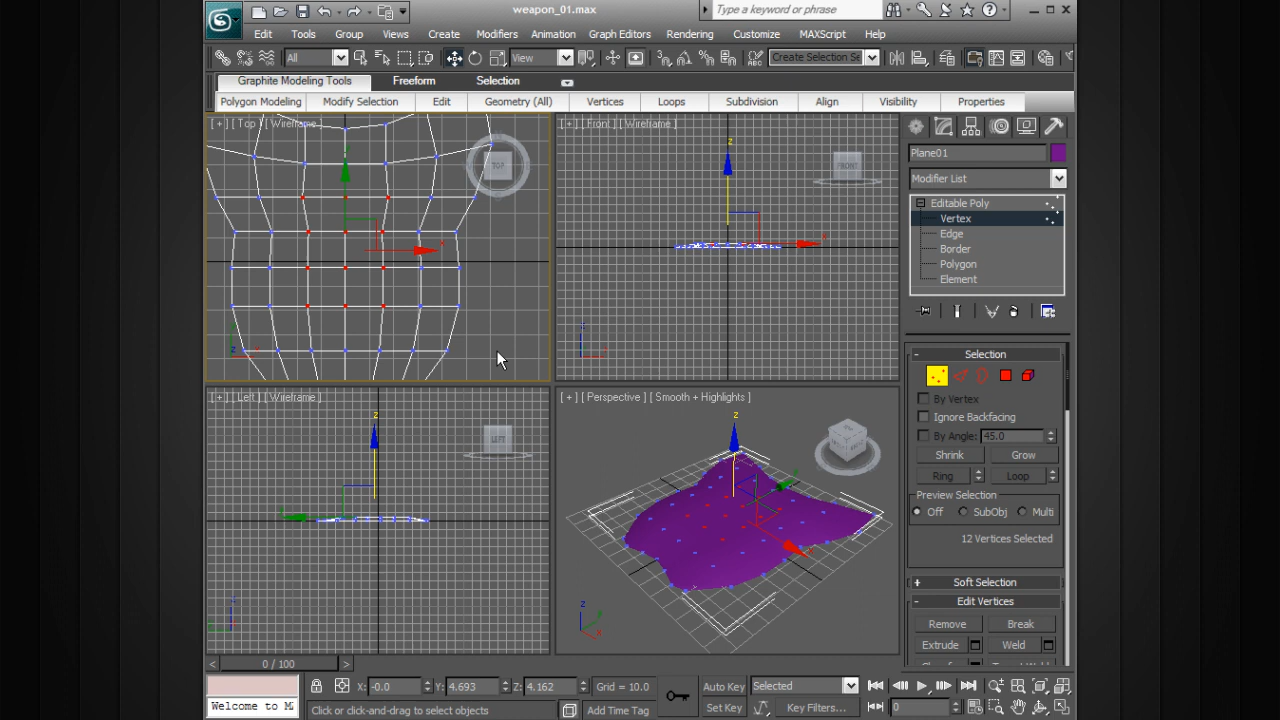 weapon_01.max
Type a keyword or phrase
Edit Tools Group Views Create Modifiers Animation Graph Editors Rendering Customize MAXScript Help
All View Create Selection Se
Graphite Modeling Tools Freeform Selection
Polygon Modeling Modify Selection Edit Geometry (All) Vertices Loops Subdivision Align Visibility Properties
[ + ] [ Top ] [ Wireframe ]
TOP
[ + ] [ Front ] [ Wireframe ]
FRONT
[ + ] [ Left ] [ Wireframe ]
LEFT
[ + ] [ Perspective ] [ Smooth + Highlights ]
Plane01
Modifier List
Editable Poly
Vertex
Edge
Border
Polygon
Element
Selection
By Vertex
Ignore Backfacing
By Angle: 45.0
Shrink Grow
Ring Loop
Preview Selection
Off SubObj Multi
12 Vertices Selected
Soft Selection
Edit Vertices
Remove Break
Extrude Weld
0 / 100
X: -0.0 Y: 4.693 Z: 4.162 Grid = 10.0 Auto Key Selected
Welcome to M
Click or click-and-drag to select objects Add Time Tag Set Key Key Filters... 0